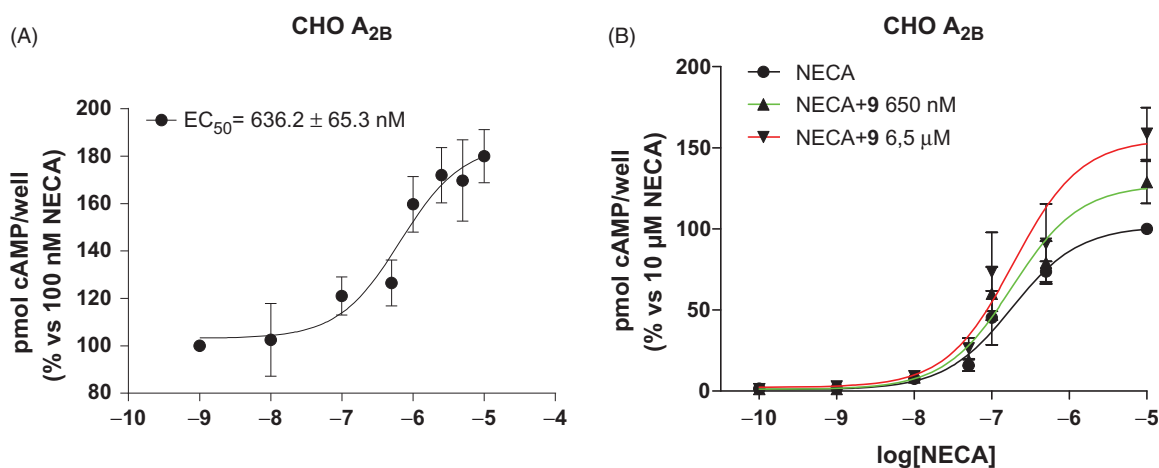 (A)
CHO A2B
pmol cAMP/well
(% vs 100 nM NECA)
200
180
160
140
120
100
80
EC50= 636.2 ± 65.3 nM
−10 −9 −8 −7 −6 −5 −4
(B)
CHO A2B
pmol cAMP/well
(% vs 10 µM NECA)
200
150
100
50
0
NECA
NECA+9 650 nM
NECA+9 6,5 µM
−10 −9 −8 −7 −6 −5
log[NECA]